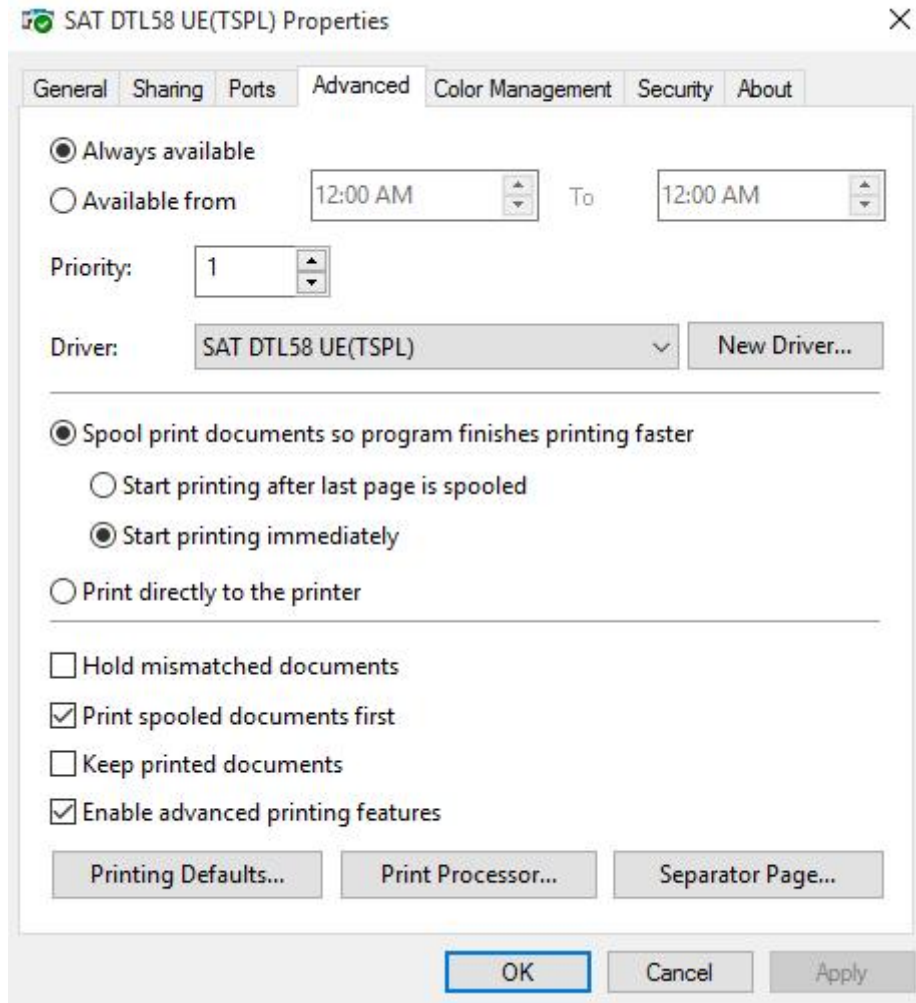 SAT DTL58 UE(TSPL) Properties
General Sharing Ports Advanced Color Management Security About
Always available
Available from 12:00 AM To 12:00 AM
Priority: 1
Driver: SAT DTL58 UE(TSPL) New Driver...
Spool print documents so program finishes printing faster
Start printing after last page is spooled
Start printing immediately
Print directly to the printer
Hold mismatched documents
Print spooled documents first
Keep printed documents
Enable advanced printing features
Printing Defaults... Print Processor... Separator Page...
OK Cancel Apply